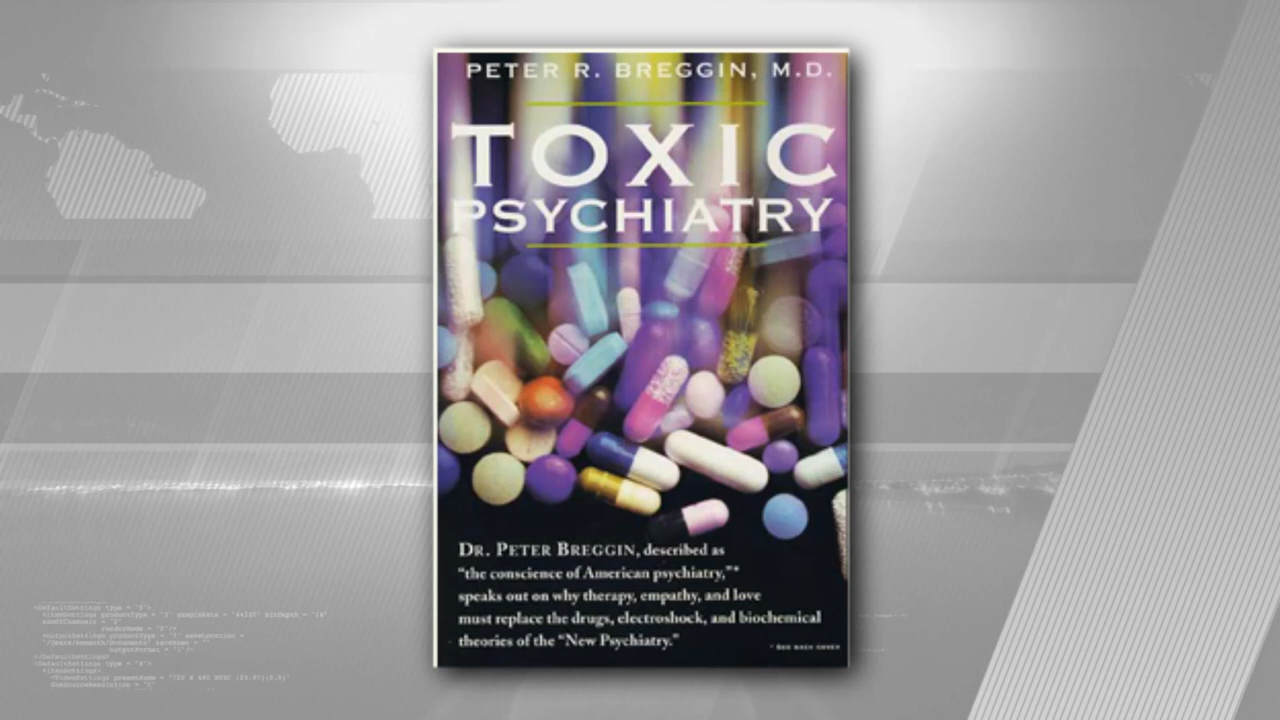 PETER R. BREGGIN, M.D.
TOXIC
PSYCHIATRY
DR. PETER BREGGIN, described as
“the conscience of American psychiatry,”*
speaks out on why therapy, empathy, and love
must replace the drugs, electroshock, and biochemical
theories of the “New Psychiatry.”
* SEE BACK COVER